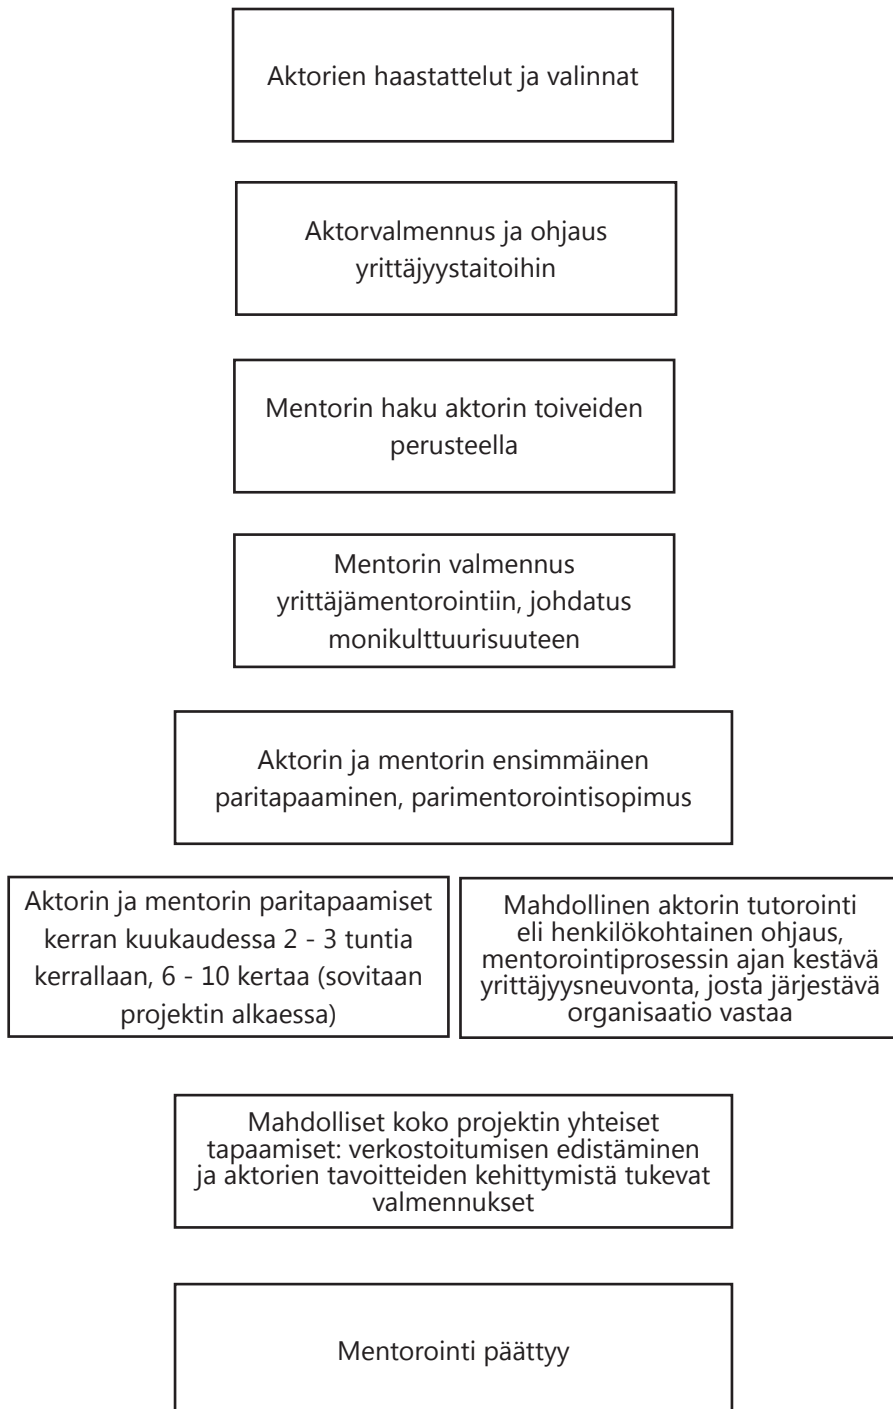 Aktorien haastattelut ja valinnat
Aktorvalmennus ja ohjaus
yrittäjyystaitoihin
Mentorin haku aktorin toiveiden
perusteella
Mentorin valmennus
yrittäjämentorointiin, johdatus
monikulttuurisuuteen
Aktorin ja mentorin ensimmäinen
paritapaaminen, parimentorointisopimus
Aktorin ja mentorin paritapaamiset
kerran kuukaudessa 2 - 3 tuntia
kerrallaan, 6 - 10 kertaa (sovitaan
projektin alkaessa)
Mahdollinen aktorin tutorointi
eli henkilökohtainen ohjaus,
mentorointiprosessin ajan kestävä
yrittäjyysneuvonta, josta järjestävä
organisaatio vastaa
Mahdolliset koko projektin yhteiset
tapaamiset: verkostoitumisen edistäminen
ja aktorien tavoitteiden kehittymistä tukevat
valmennukset
Mentorointi päättyy